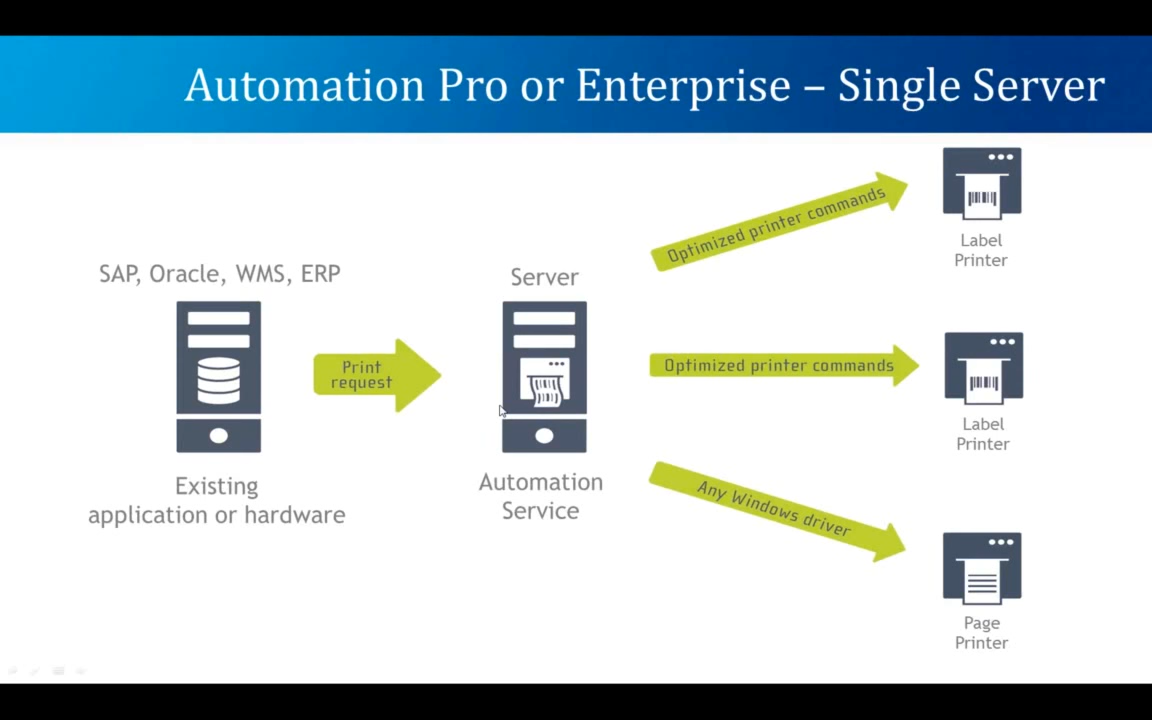 Automation Pro or Enterprise – Single Server
SAP, Oracle, WMS, ERP
Existing
application or hardware
Print
request
Server
Automation
Service
Optimized printer commands
Label
Printer
Optimized printer commands
Label
Printer
Any Windows driver
Page
Printer